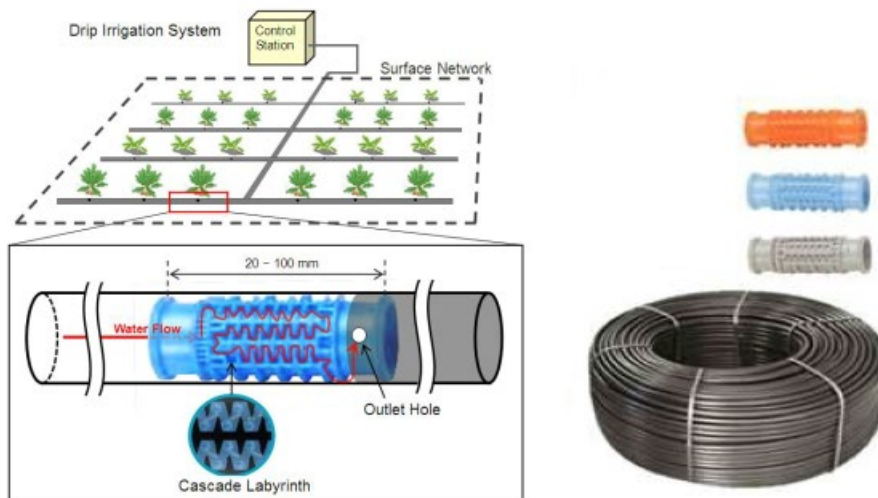 Drip Irrigation System
Control
Station
Surface Network
20 – 100 mm
Water Flow
Outlet Hole
Cascade Labyrinth